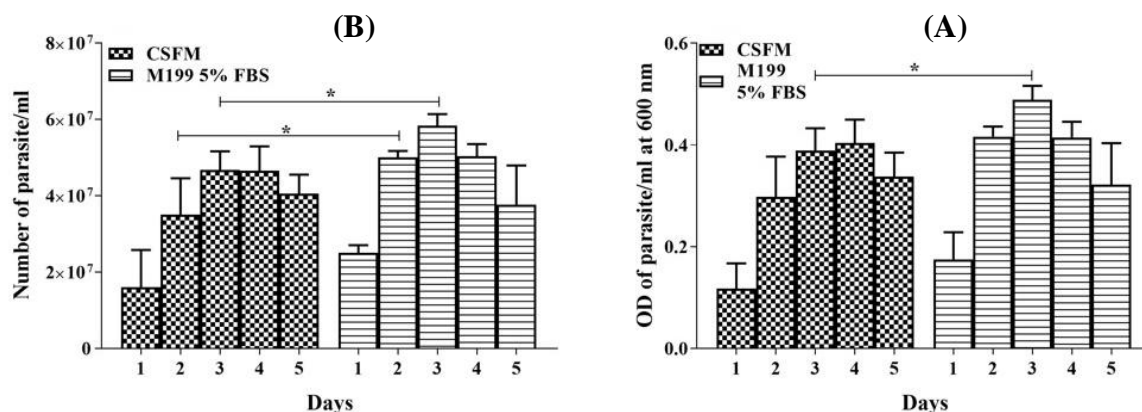 (B)
CSFM
M199 5% FBS
Number of parasite/ml
8×10⁷
6×10⁷
4×10⁷
2×10⁷
0
*
*
1 2 3 4 5 1 2 3 4 5
Days
(A)
CSFM
M199
5% FBS
OD of parasite/ml at 600 nm
0.6
0.4
0.2
0.0
*
1 2 3 4 5 1 2 3 4 5
Days